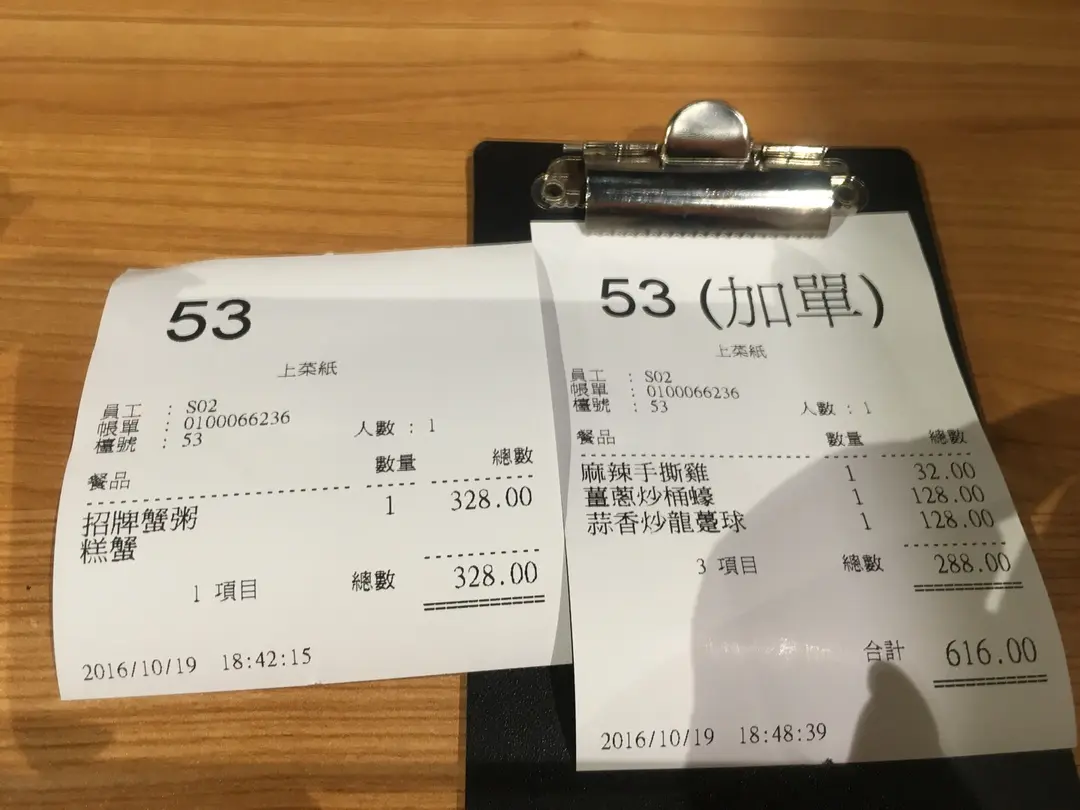 53
上菜紙
員工 : S02
帳單 : 0100066236
檯號 : 53 人數 : 1
餐品 數量 總數
招牌蟹粥 1 328.00
糕蟹
1 項目 總數 328.00
2016/10/19 18:42:15
53 (加單)
上菜紙
員工 : S02
帳單 : 0100066236
檯號 : 53 人數 : 1
餐品 數量 總數
麻辣手撕雞 1 32.00
薑蔥炒桶蠔 1 128.00
蒜香炒龍躉球 1 128.00
3 項目 總數 288.00
合計 616.00
2016/10/19 18:48:39